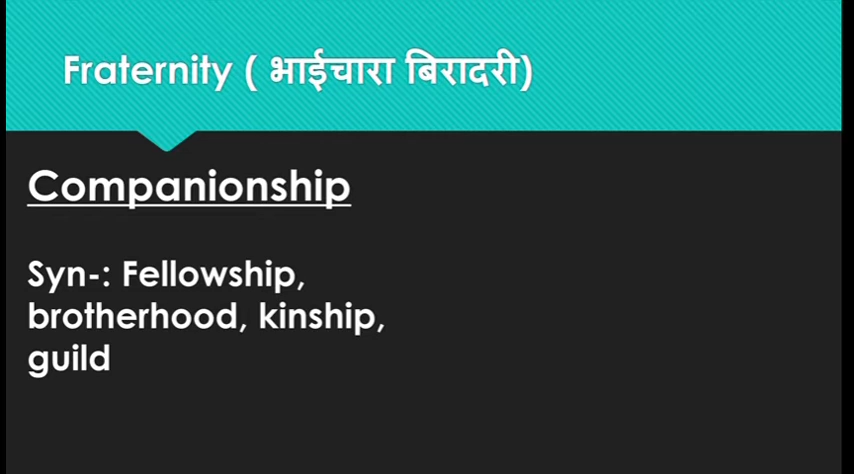 Fraternity ( भाईचारा बिरादरी)
Companionship
Syn-: Fellowship,
brotherhood, kinship,
guild